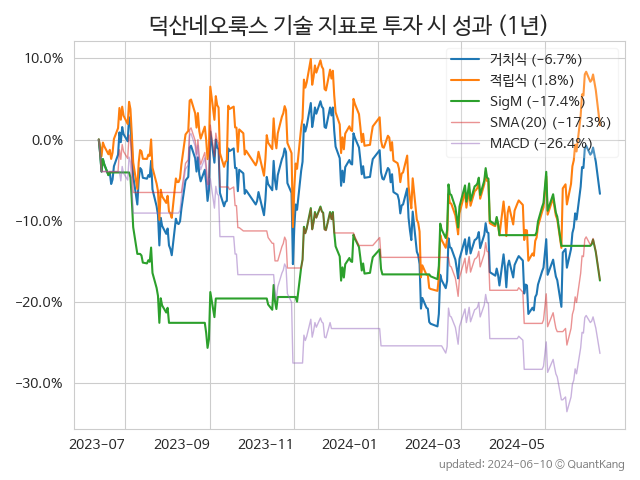 덕산네오룩스 기술 지표로 투자 시 성과 (1년)
10.0%
0.0%
−10.0%
−20.0%
−30.0%
거치식 (−6.7%)
적립식 (1.8%)
SigM (−17.4%)
SMA(20) (−17.3%)
MACD (−26.4%)
2023-07 2023-09 2023-11 2024-01 2024-03 2024-05
updated: 2024-06-10 © QuantKang